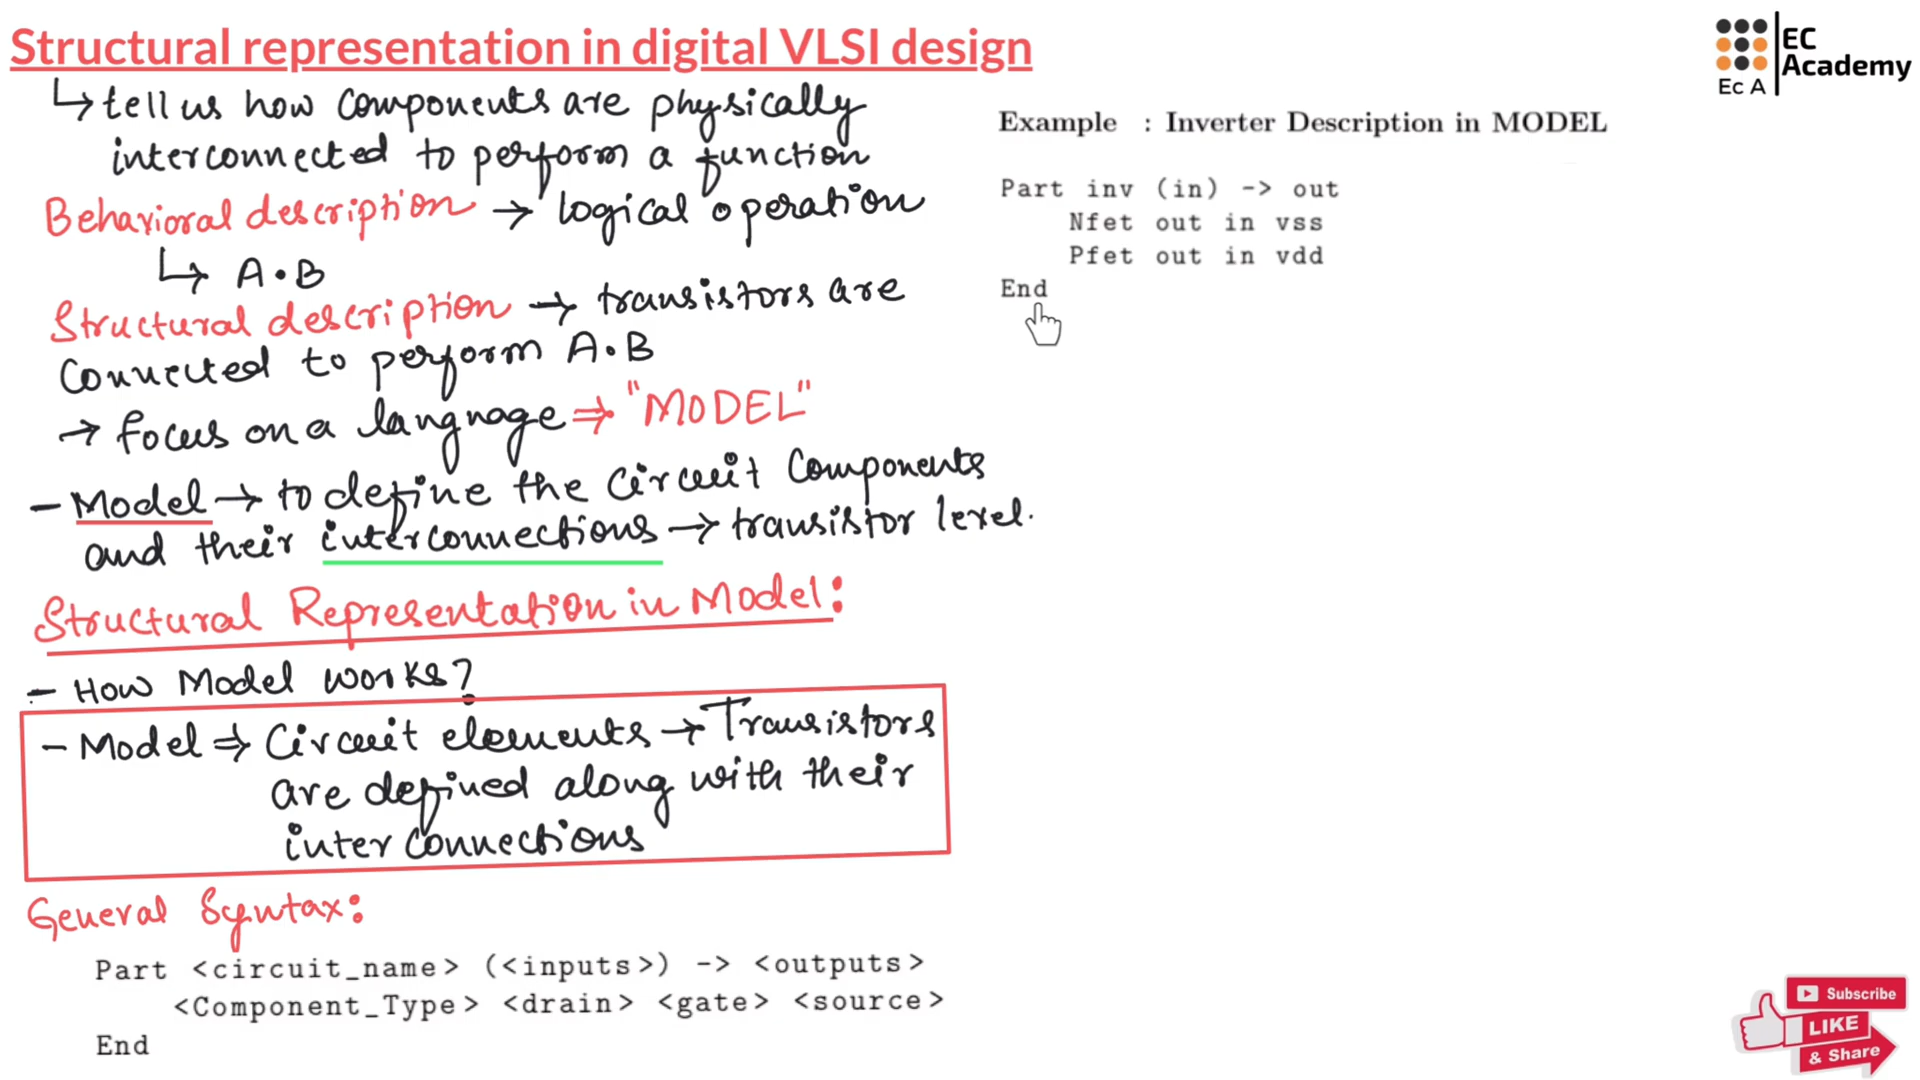 Structural representation in digital VLSI design
↳ tell us how components are physically
interconnected to perform a function
Behavioral description → logical operation
↳ A.B
Structural description → transistors are
connected to perform A.B
→ focus on a language ⇒ "MODEL"
- Model → to define the circuit components
and their interconnections → transistor level.
Structural Representation in Model:
- How Model works?
- Model ⇒ Circuit elements → Transistors
are defined along with their
inter connections
General Syntax:
Part <circuit_name> (<inputs>) -> <outputs>
<Component_Type> <drain> <gate> <source>
End
Example : Inverter Description in MODEL
Part inv (in) -> out
Nfet out in vss
Pfet out in vdd
End
EC
Academy
Ec A
Subscribe
LIKE
& Share